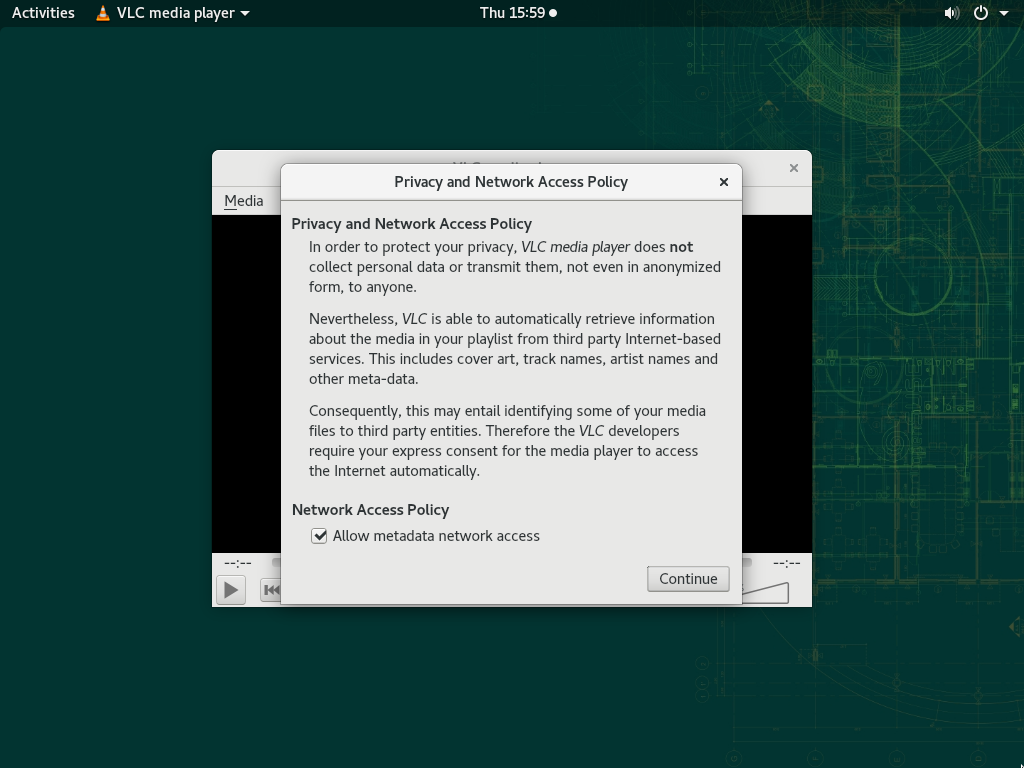 Activities VLC media player Thu 15:59
Privacy and Network Access Policy
Media
Privacy and Network Access Policy
In order to protect your privacy, VLC media player does not
collect personal data or transmit them, not even in anonymized
form, to anyone.
Nevertheless, VLC is able to automatically retrieve information
about the media in your playlist from third party Internet-based
services. This includes cover art, track names, artist names and
other meta-data.
Consequently, this may entail identifying some of your media
files to third party entities. Therefore the VLC developers
require your express consent for the media player to access
the Internet automatically.
Network Access Policy
Allow metadata network access
--:-- --:--
Continue